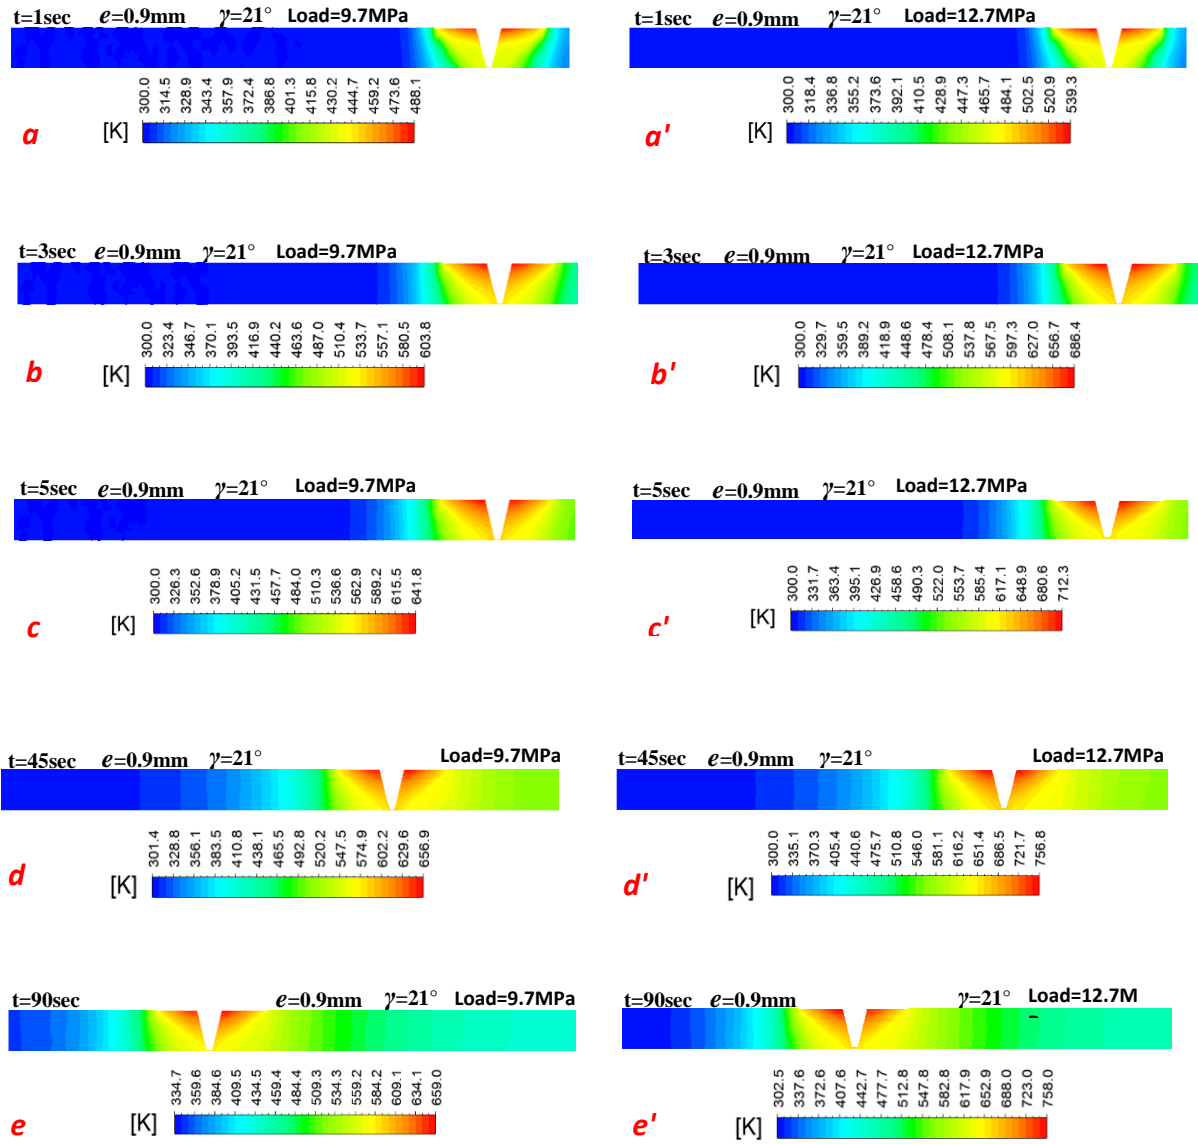 t=1sec e=0.9mm γ=21° Load=9.7MPa
300.0 314.5 328.9 343.4 357.9 372.4 386.8 401.3 415.8 430.2 444.7 459.2 473.6 488.1
a [K]
t=1sec e=0.9mm γ=21° Load=12.7MPa
300.0 318.4 336.8 355.2 373.6 392.1 410.5 428.9 447.3 465.7 484.1 502.5 520.9 539.3
a' [K]
t=3sec e=0.9mm γ=21° Load=9.7MPa
300.0 323.4 346.7 370.1 393.5 416.9 440.2 463.6 487.0 510.4 533.7 557.1 580.5 603.8
b [K]
t=3sec e=0.9mm γ=21° Load=12.7MPa
300.0 329.7 359.5 389.2 418.9 448.6 478.4 508.1 537.8 567.5 597.3 627.0 656.7 686.4
b' [K]
t=5sec e=0.9mm γ=21° Load=9.7MPa
300.0 326.3 352.6 378.9 405.2 431.5 457.7 484.0 510.3 536.6 562.9 589.2 615.5 641.8
c [K]
t=5sec e=0.9mm γ=21° Load=12.7MPa
300.0 331.7 363.4 395.1 426.9 458.6 490.3 522.0 553.7 585.4 617.1 648.9 680.6 712.3
c' [K]
t=45sec e=0.9mm γ=21° Load=9.7MPa
301.4 328.8 356.1 383.5 410.8 438.1 465.5 492.8 520.2 547.5 574.9 602.2 629.6 656.9
d [K]
t=45sec e=0.9mm γ=21° Load=12.7MPa
300.0 335.1 370.3 405.4 440.6 475.7 510.8 546.0 581.1 616.2 651.4 686.5 721.7 756.8
d' [K]
t=90sec e=0.9mm γ=21° Load=9.7MPa
334.7 359.6 384.6 409.5 434.5 459.4 484.4 509.3 534.3 559.2 584.2 609.1 634.1 659.0
e [K]
t=90sec e=0.9mm γ=21° Load=12.7M
302.5 337.6 372.6 407.6 442.7 477.7 512.8 547.8 582.8 617.9 652.9 688.0 723.0 758.0
e' [K]